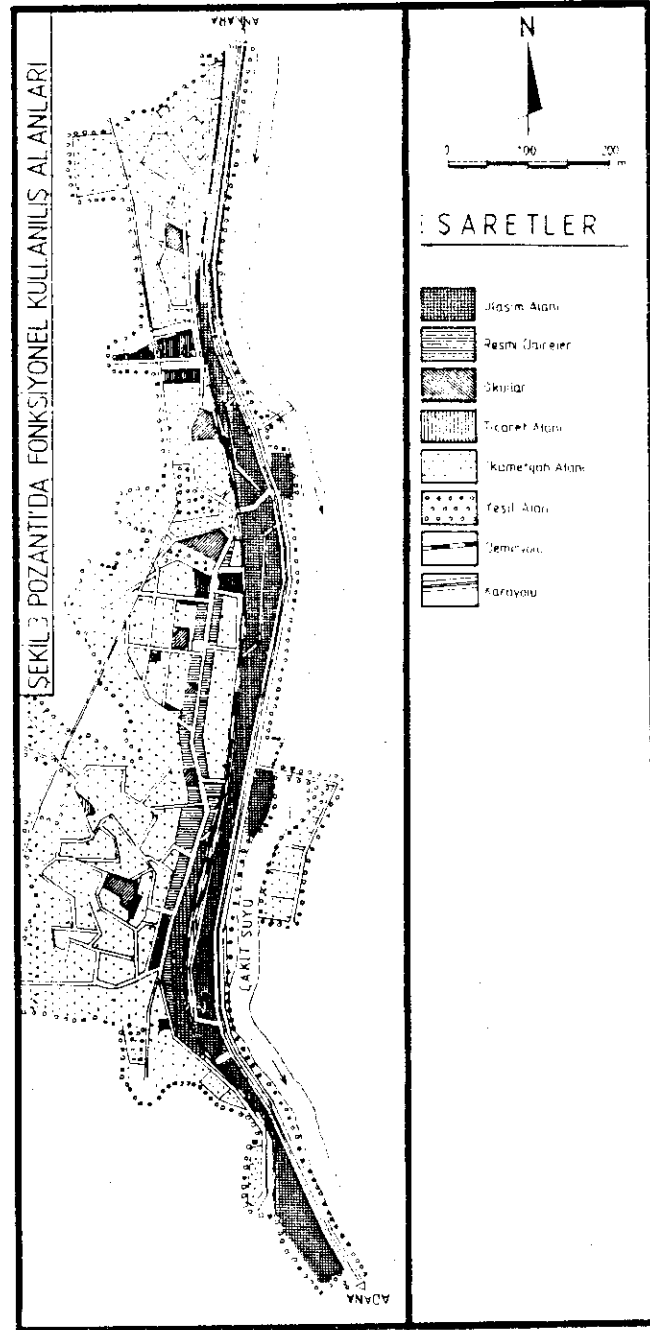 ŞEKİL:3 POZANTI'DA FONKSİYONEL KULLANILIŞ ALANLARI
ANKARA
ÇAKIT SUYU
ADANA
N
0 100 200 m
İŞARETLER
Ulaşım Alanı
Resmi Daireler
Okullar
Ticaret Alanı
İkametgah Alanı
Yeşil Alan
Demiryolu
Karayolu